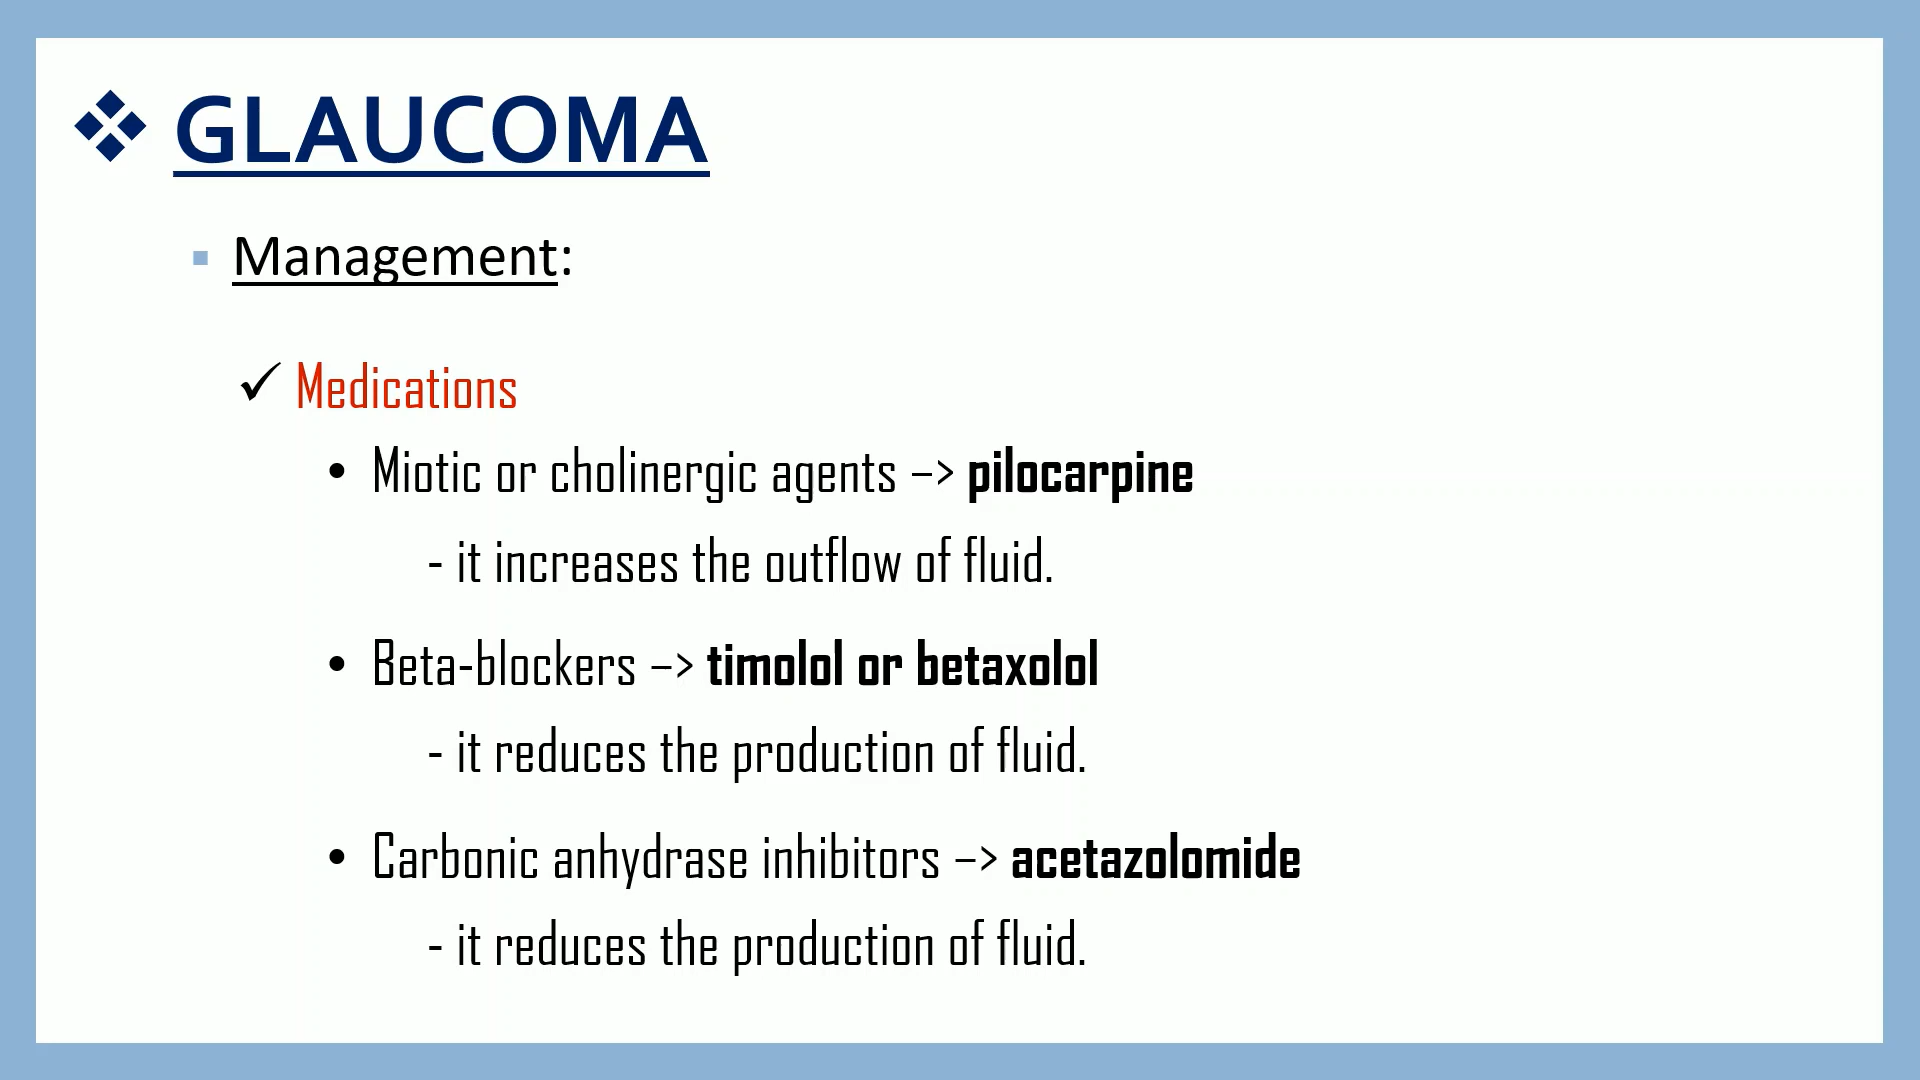 ❖ GLAUCOMA
▪ Management:
✓ Medications
• Miotic or cholinergic agents –> pilocarpine
- it increases the outflow of fluid.
• Beta-blockers –> timolol or betaxolol
- it reduces the production of fluid.
• Carbonic anhydrase inhibitors –> acetazolomide
- it reduces the production of fluid.